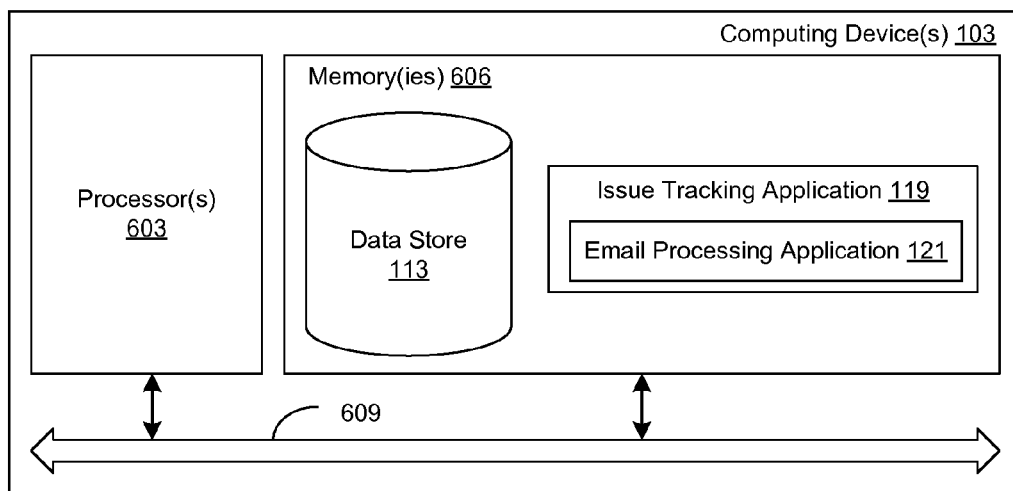 Computing Device(s) 103
Memory(ies) 606
Processor(s)
603
Data Store
113
Issue Tracking Application 119
Email Processing Application 121
609